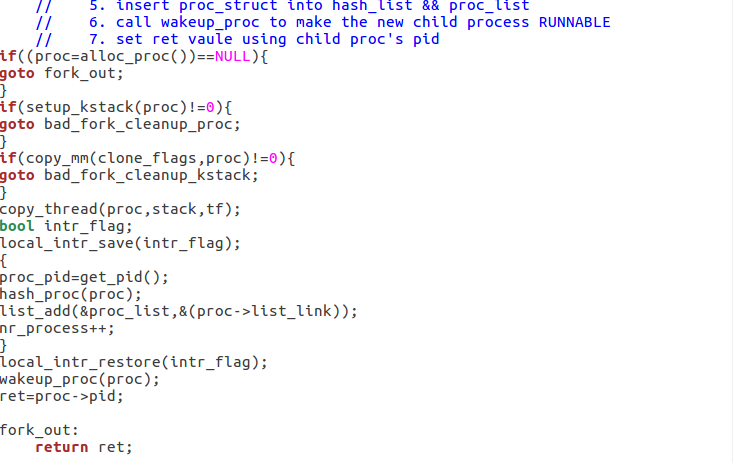 //    5. insert proc_struct into hash_list && proc_list
//    6. call wakeup_proc to make the new child process RUNNABLE
//    7. set ret vaule using child proc's pid
if((proc=alloc_proc())==NULL){
goto fork_out;
}
if(setup_kstack(proc)!=0){
goto bad_fork_cleanup_proc;
}
if(copy_mm(clone_flags,proc)!=0){
goto bad_fork_cleanup_kstack;
}
copy_thread(proc,stack,tf);
bool intr_flag;
local_intr_save(intr_flag);
{
proc_pid=get_pid();
hash_proc(proc);
list_add(&proc_list,&(proc->list_link));
nr_process++;
}
local_intr_restore(intr_flag);
wakeup_proc(proc);
ret=proc->pid;
fork_out:
    return ret;